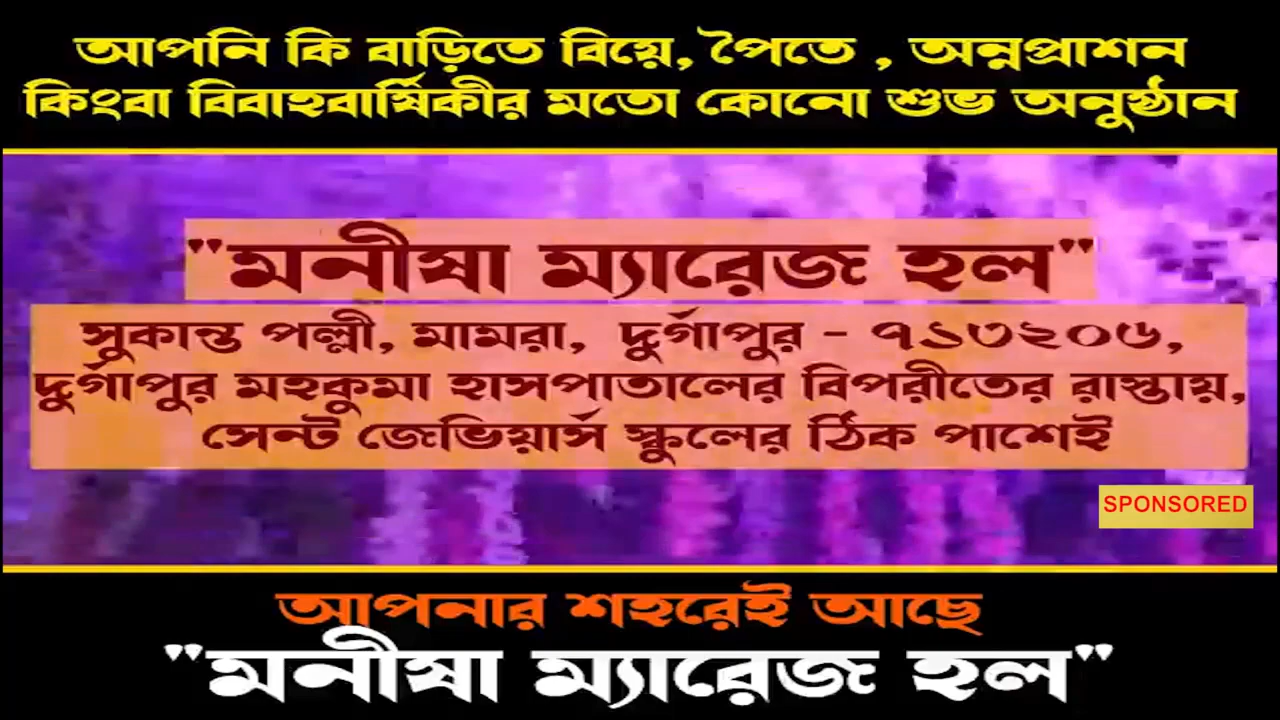 আপনি কি বাড়িতে বিয়ে, পৈতে , অন্নপ্রাশন
কিংবা বিবাহবার্ষিকীর মতো কোনো শুভ অনুষ্ঠান
"মনীষা ম্যারেজ হল"
সুকান্ত পল্লী, মামরা, দুর্গাপুর - ৭১৩২০৬,
দুর্গাপুর মহকুমা হাসপাতালের বিপরীতের রাস্তায়,
সেন্ট জেভিয়ার্স স্কুলের ঠিক পাশেই
SPONSORED
আপনার শহরেই আছে
"মনীষা ম্যারেজ হল"